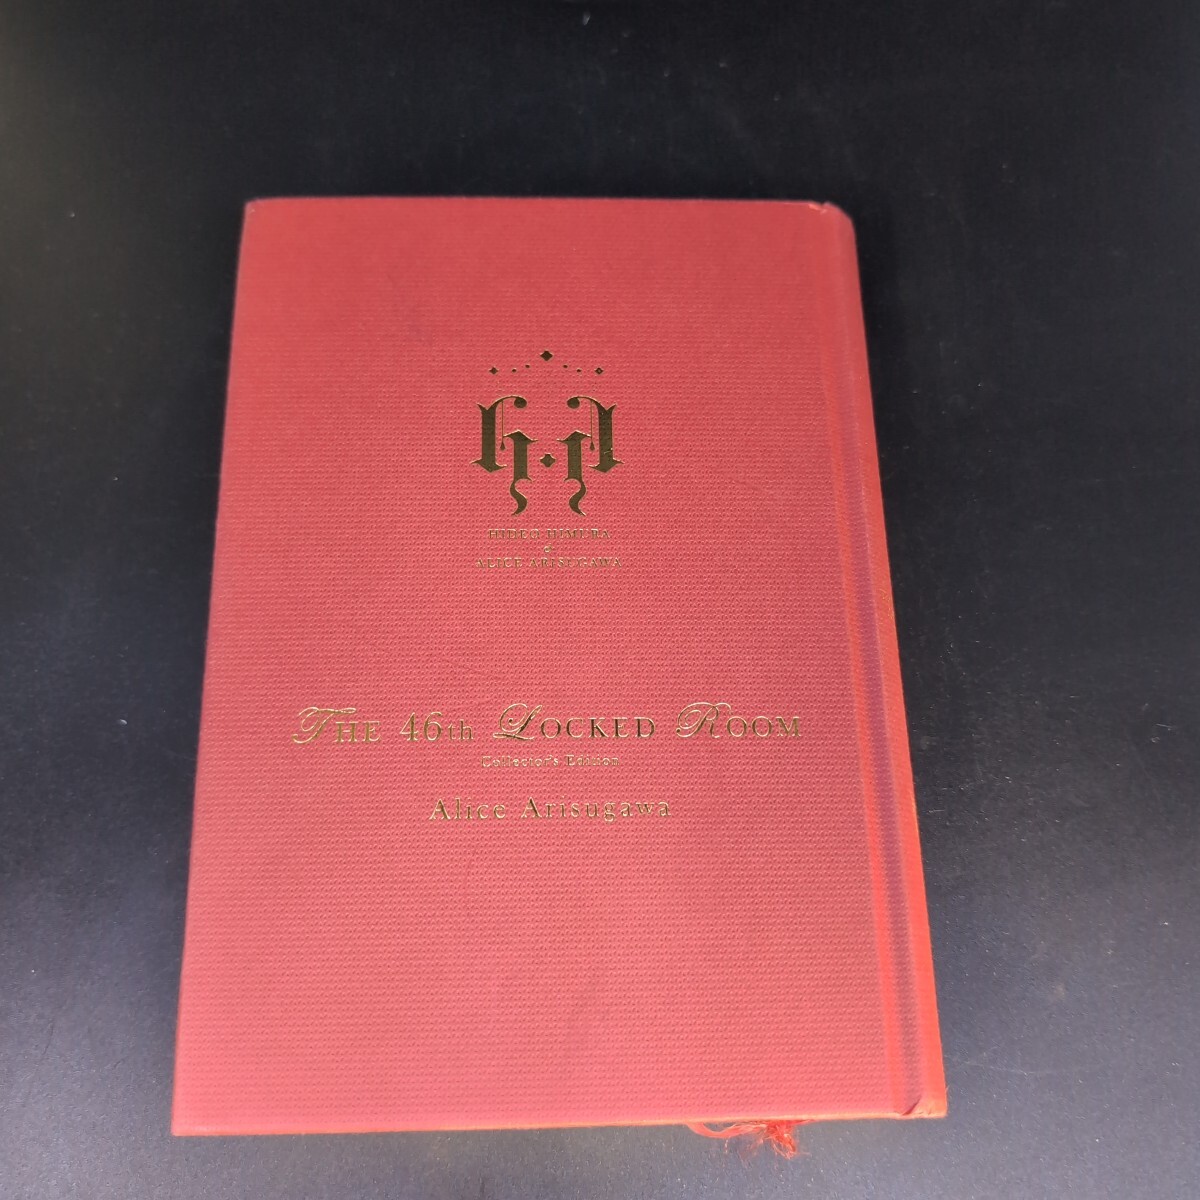 HIDEO HIMURA
&
ALICE ARISUGAWA
THE 46th LOCKED ROOM
Collector's Edition
Alice Arisugawa